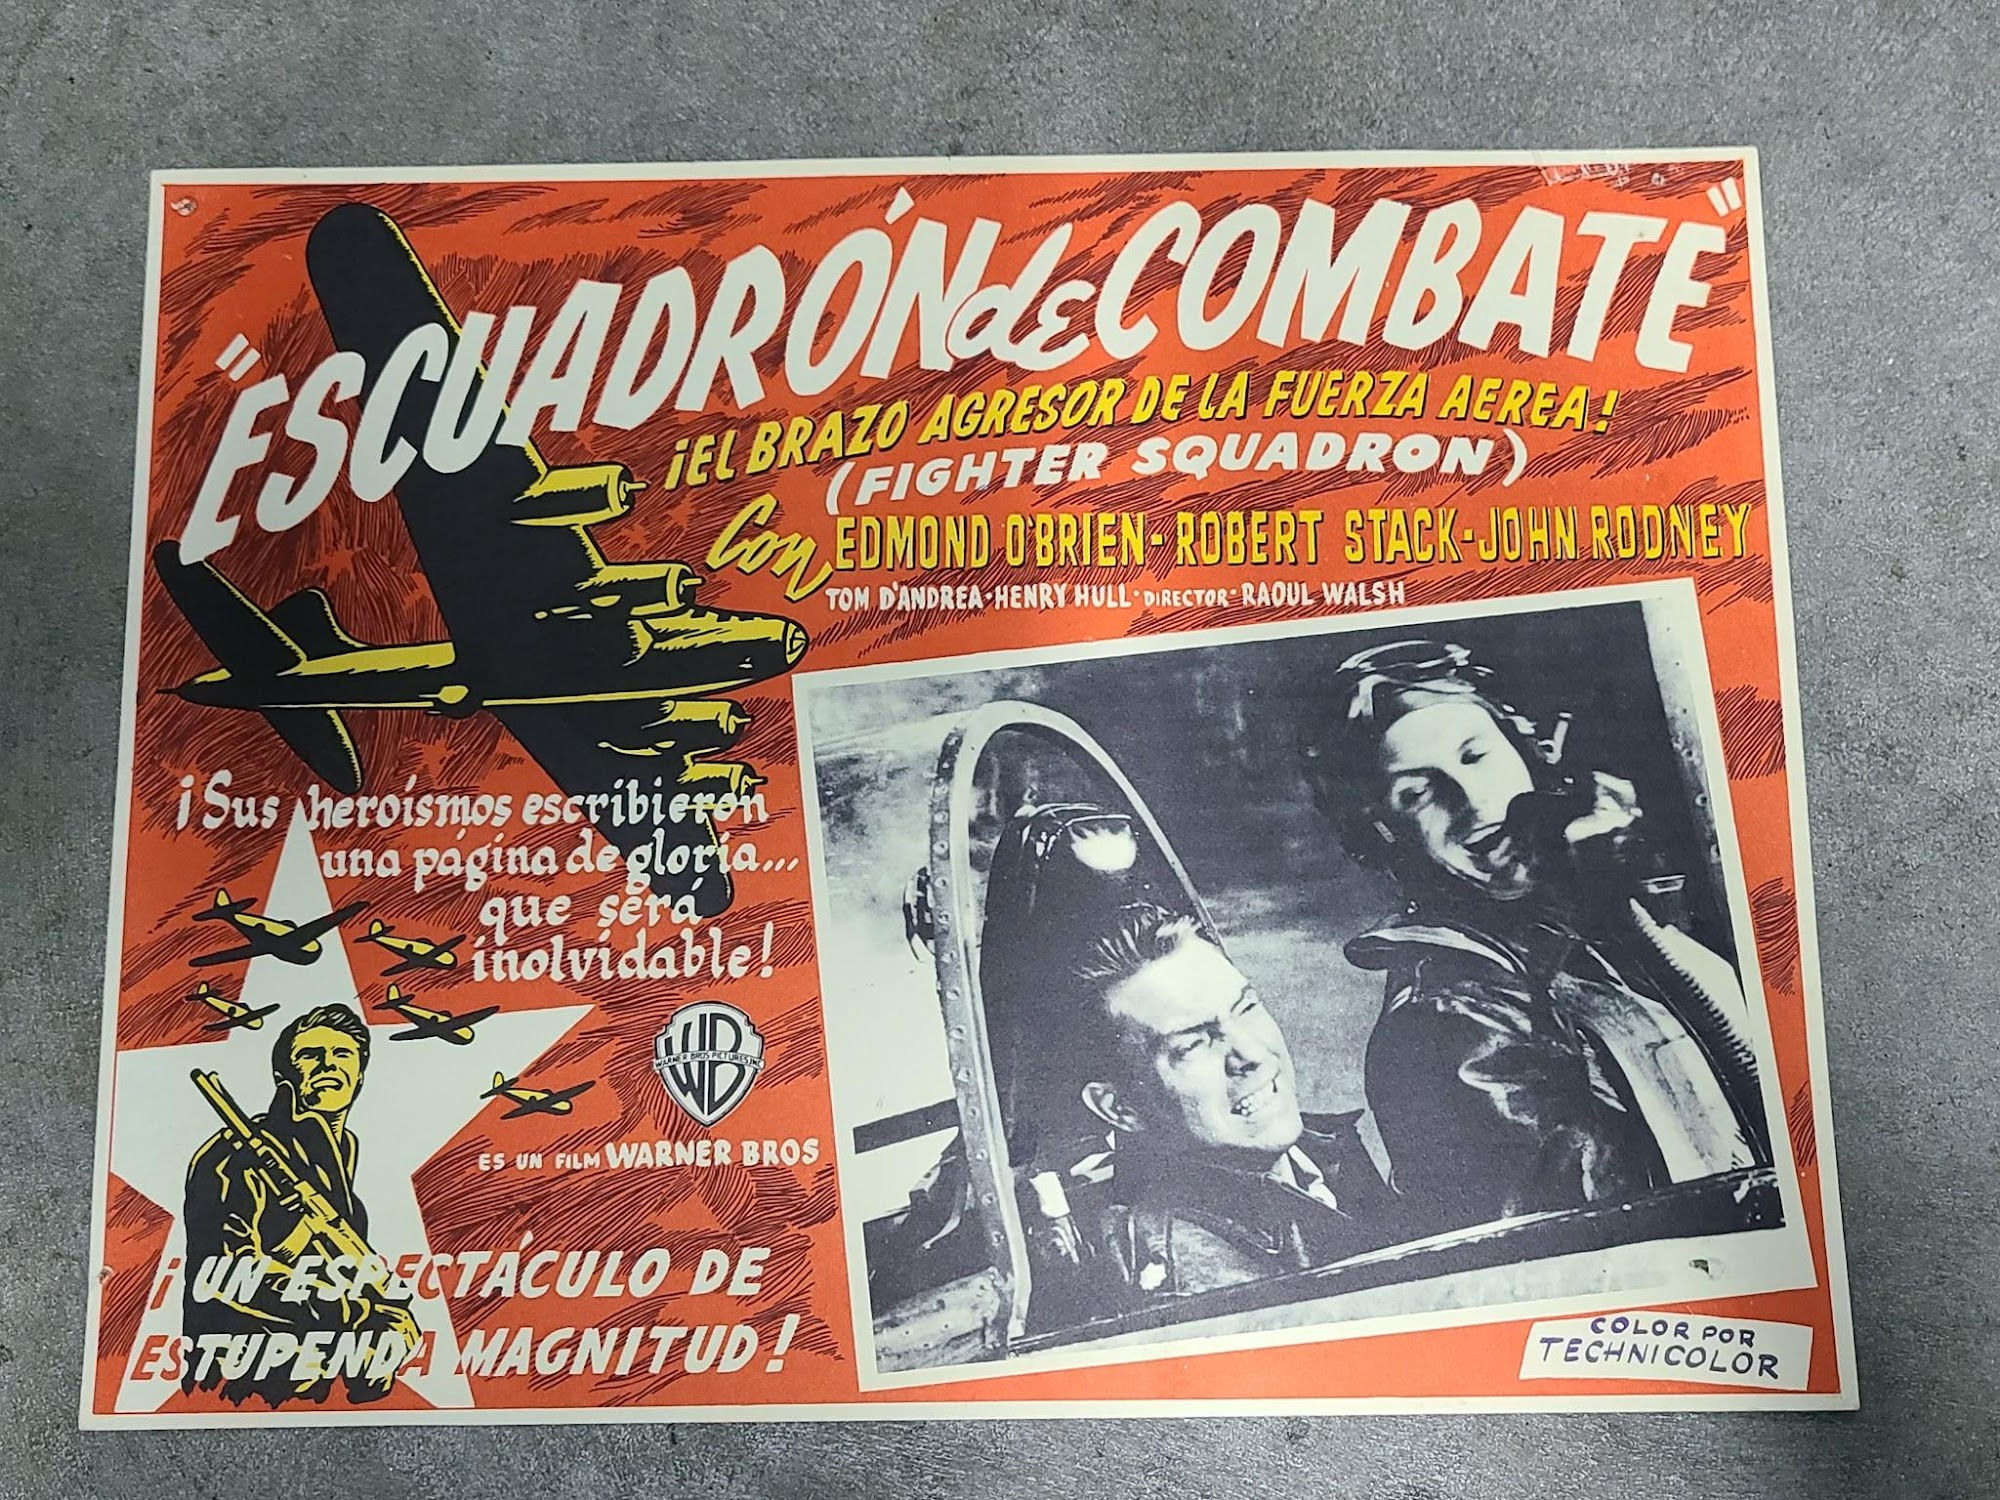 "ESCUADRÓN de COMBATE"
¡EL BRAZO AGRESOR DE LA FUERZA AEREA!
(FIGHTER SQUADRON)
Con EDMOND O'BRIEN-ROBERT STACK-JOHN RODNEY
TOM D'ANDREA·HENRY HULL·DIRECTOR·RAOUL WALSH
¡Sus heroísmos escribieron
una página de gloria...
que será
inolvidable!
WB
WARNER BROS PICTURES INC
ES UN FILM WARNER BROS
¡UN ESPECTÁCULO DE
ESTUPENDA MAGNITUD!
COLOR POR
TECHNICOLOR